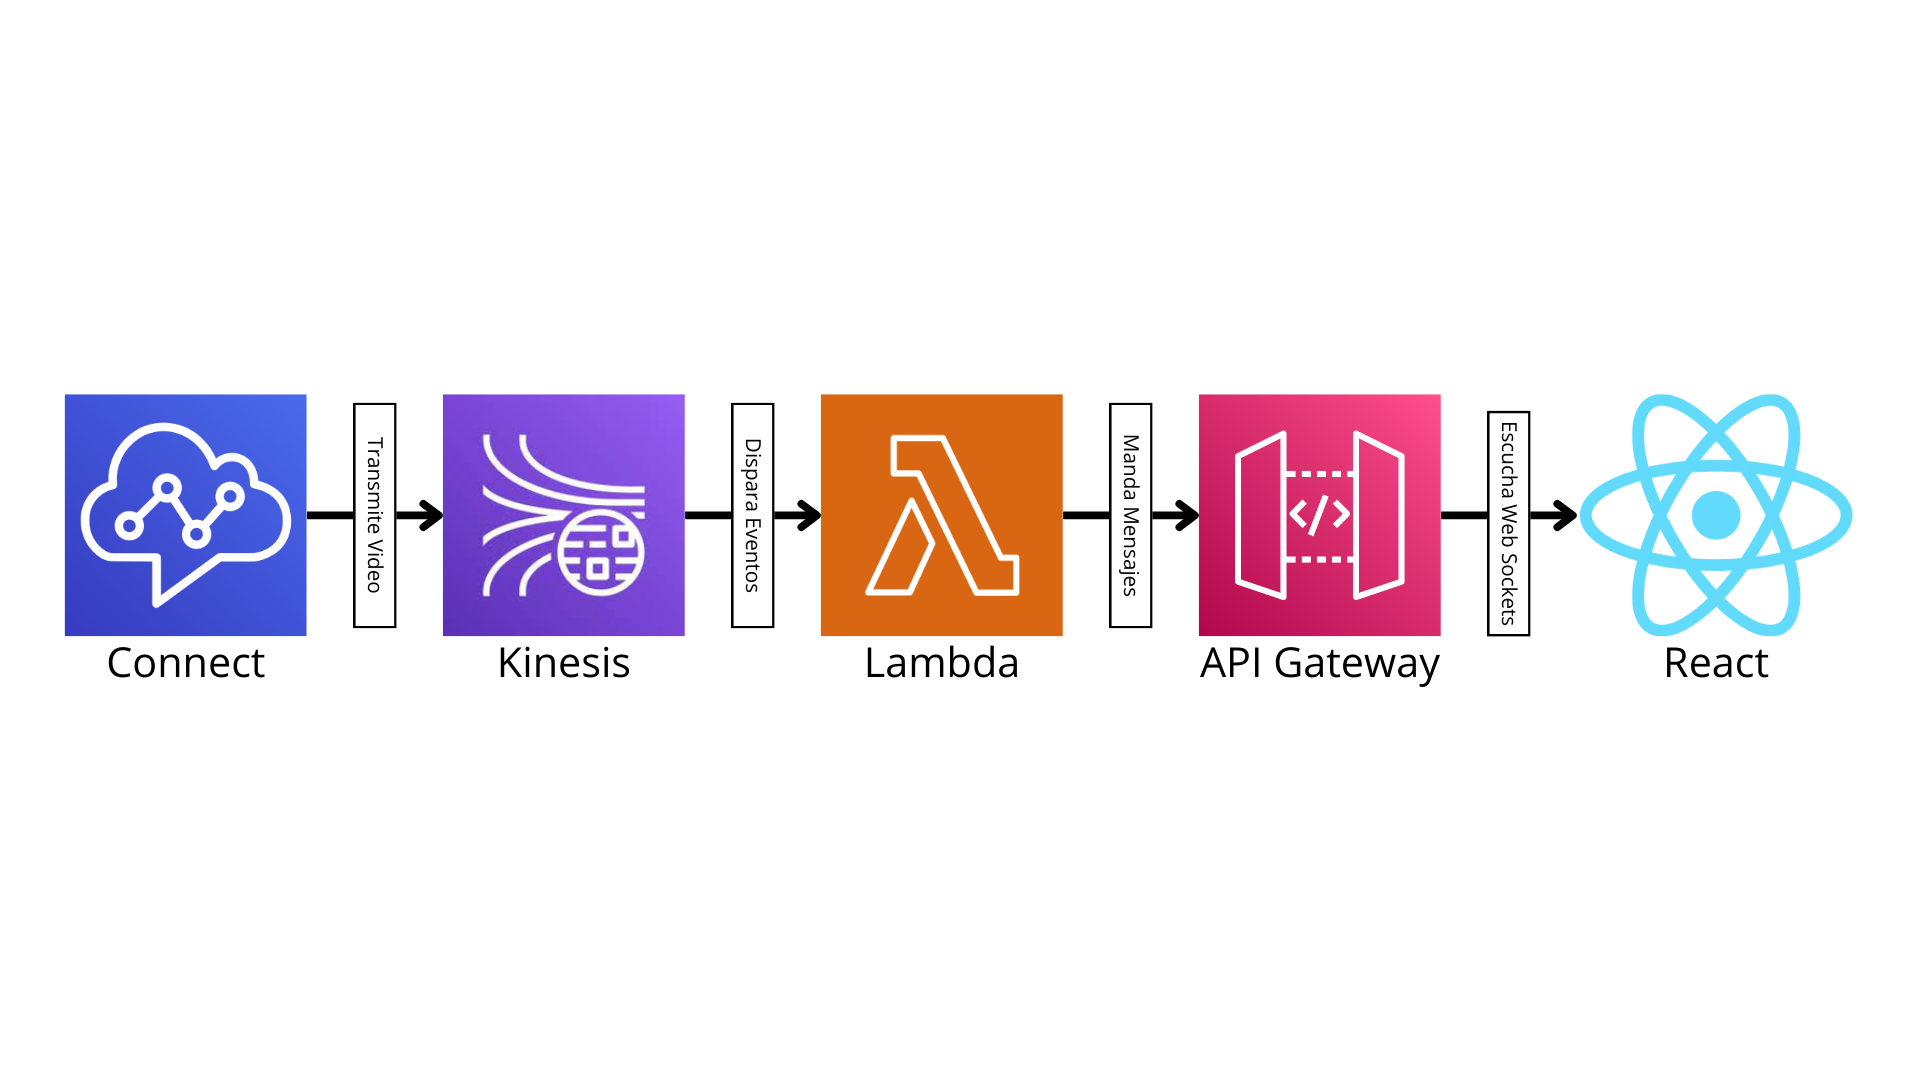 Transmite Video
Dispara Eventos
Manda Mensajes
Escucha Web Sockets
Connect
Kinesis
Lambda
API Gateway
React